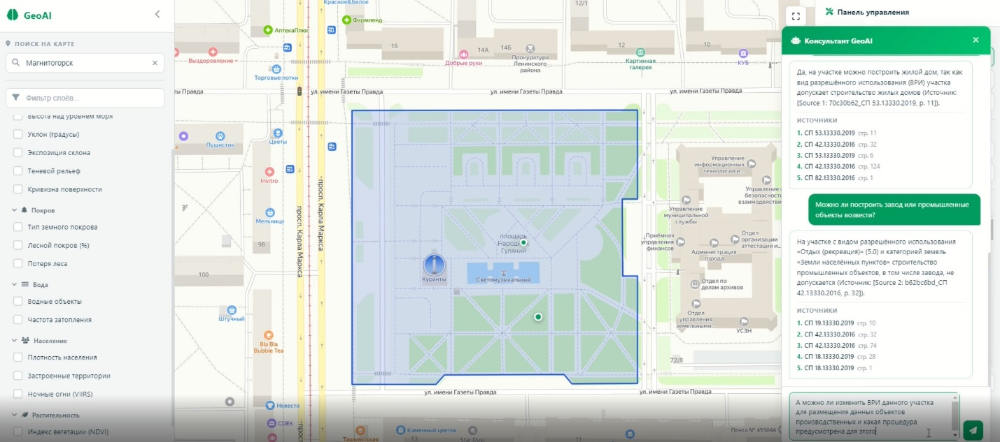 GeoAI
ПОИСК НА КАРТЕ
Магнитогорск
Фильтр слоёв...
Высота над уровнем моря
Уклон (градусы)
Экспозиция склона
Теневой рельеф
Кривизна поверхности
Покров
Тип земного покрова
Лесной покров (%)
Потеря леса
Вода
Водные объекты
Частота затопления
Население
Плотность населения
Застроенные территории
Ночные огни (VIIRS)
Растительность
Индекс вегетации (NDVI)
Красное&Белое
АптекаПлюс
Фармленд
Выздоровление +
Торговые лотки
16
14А
14Б
12/1
12
10
Добрые руки
Прокуратура
Ленинского
района
Картинная
галерея
КУБ
ты Правда
ул. имени Газеты Правда
ул. имени Газеты Правда
ул. имени Газеты Правда
Пушистик
Цветы
Invitro
Мельница
98
100
просп. Карла Маркса
просп. Карла Маркса
Штучный
Bla Bla
Bubble Tea
Невеста
CDEK
Ташкентская
площадь
Народных
Гуляний
Куранты
Светомузыкальный
Управление
информационных
технологий и...
Управление
безопасности
взаимодействи
Управление
муниципальной
службы
Приёмная
управления
финансов
Отдел
аттестации и...
Администрация
города
Отдел по
делам архивов
Отдел
управления
земельными
УСЗН
72/8
ул. имени Газеты Правда
ул. имени Газеты Правда
Каменный цветок
13
Star Dust
11
Почта № 455044
Панель управления
Консультант GeoAI
Да, на участке можно построить жилой дом, так как
вид разрешённого использования (ВРИ) участка
допускает строительство жилых домов (Источник:
[Source 1: 70c30b62_СП 53.13330.2019, p. 11]).
ИСТОЧНИКИ
1. СП 53.13330.2019 стр. 11
2. СП 42.13330.2016 стр. 32
3. СП 53.13330.2019 стр. 6
4. СП 42.13330.2016 стр. 124
5. СП 82.13330.2016 стр. 1
Можно ли построить завод или промышленные
объекты возвести?
На участке с видом разрешённого использования
«Отдых (рекреация)» (5.0) и категорией земель
«Земли населённых пунктов» строительство
промышленных объектов, в том числе завода, не
допускается (Источник: [Source 2: b62bc6bd_СП
42.13330.2016, p. 32]).
ИСТОЧНИКИ
1. СП 19.13330.2019 стр. 10
2. СП 42.13330.2016 стр. 32
3. СП 42.13330.2016 стр. 74
4. СП 18.13330.2019 стр. 28
5. СП 18.13330.2019 стр. 1
А можно ли изменить ВРИ данного участка
для размещения данных объектов
производственных и какая процедура
предусмотрена для этого